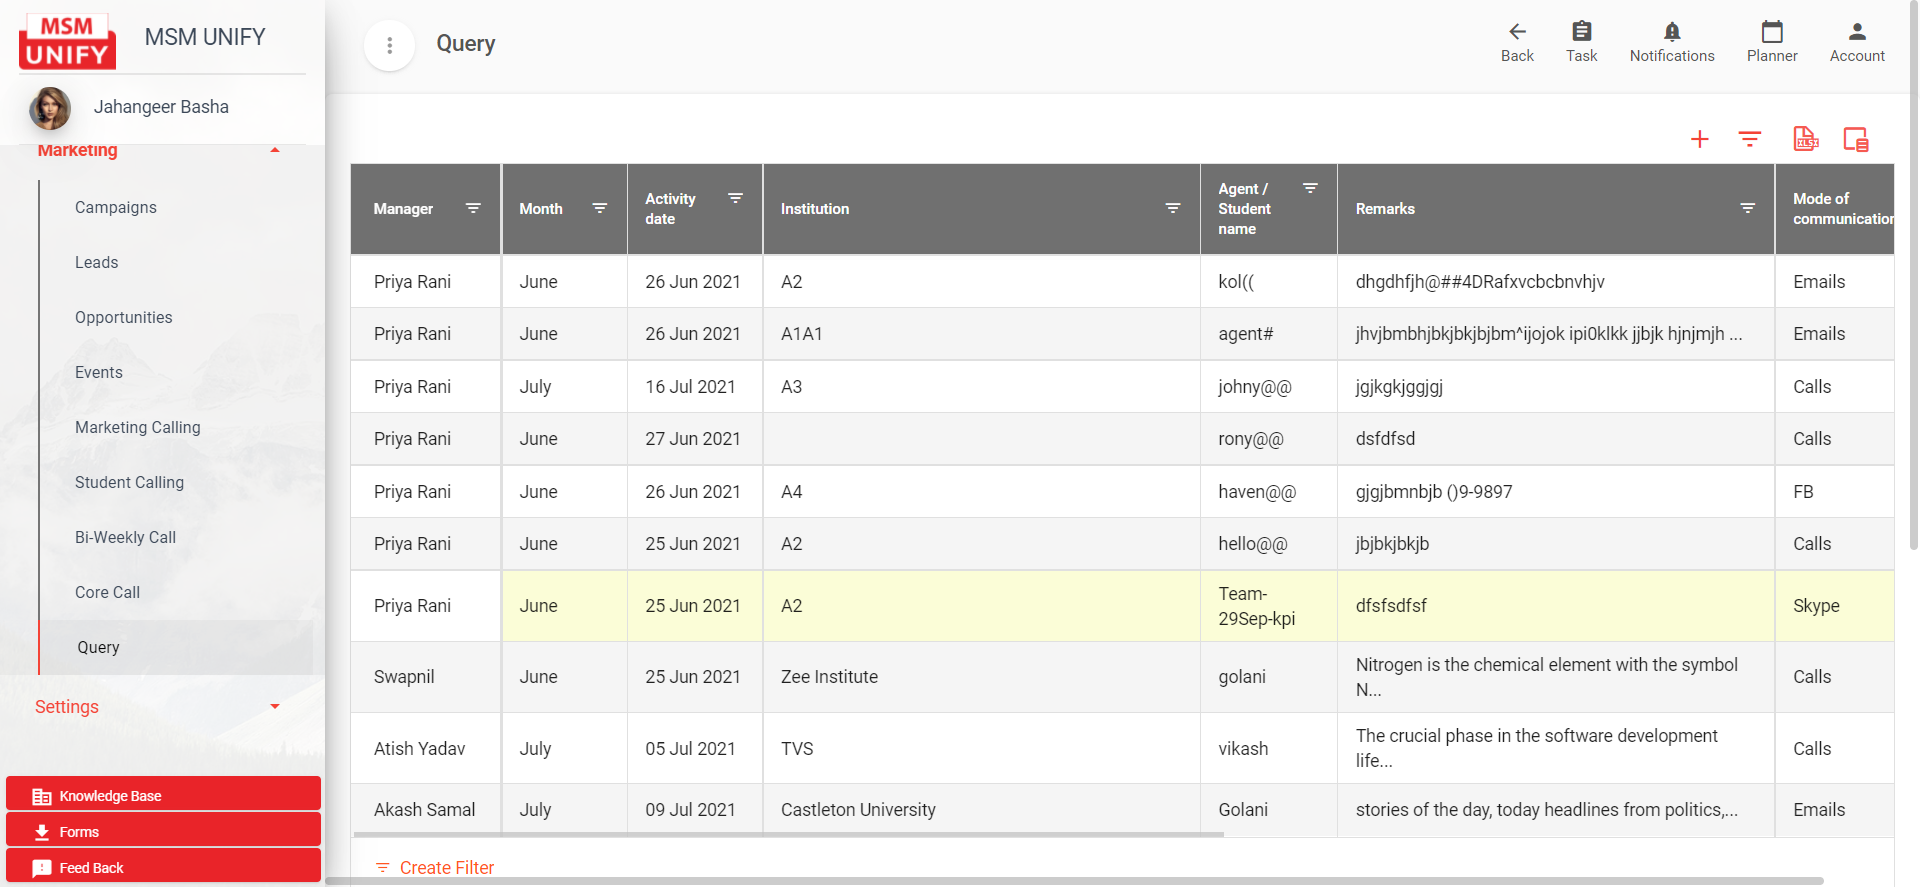 MSM
UNIFY
MSM UNIFY
Jahangeer Basha
Marketing
Campaigns
Leads
Opportunities
Events
Marketing Calling
Student Calling
Bi-Weekly Call
Core Call
Query
Settings
Knowledge Base
Forms
Feed Back
Query
Back
Task
Notifications
Planner
Account
XLSX
Manager
Month
Activity
date
Institution
Agent /
Student
name
Remarks
Mode of
communication
Priya Rani June 26 Jun 2021 A2 kol(( dhgdhfjh@##4DRafxvcbcbnvhjv Emails
Priya Rani June 26 Jun 2021 A1A1 agent# jhvjbmbhjbkjbkjbjbm^ijojok ipi0klkk jjbjk hjnjmjh ... Emails
Priya Rani July 16 Jul 2021 A3 johny@@ jgjkgkjggjgj Calls
Priya Rani June 27 Jun 2021 rony@@ dsfdfsd Calls
Priya Rani June 26 Jun 2021 A4 haven@@ gjgjbmnbjb ()9-9897 FB
Priya Rani June 25 Jun 2021 A2 hello@@ jbjbkjbkjb Calls
Priya Rani June 25 Jun 2021 A2 Team-
29Sep-kpi dfsfsdfsf Skype
Swapnil June 25 Jun 2021 Zee Institute golani Nitrogen is the chemical element with the symbol
N... Calls
Atish Yadav July 05 Jul 2021 TVS vikash The crucial phase in the software development
life... Calls
Akash Samal July 09 Jul 2021 Castleton University Golani stories of the day, today headlines from politics,... Emails
Create Filter